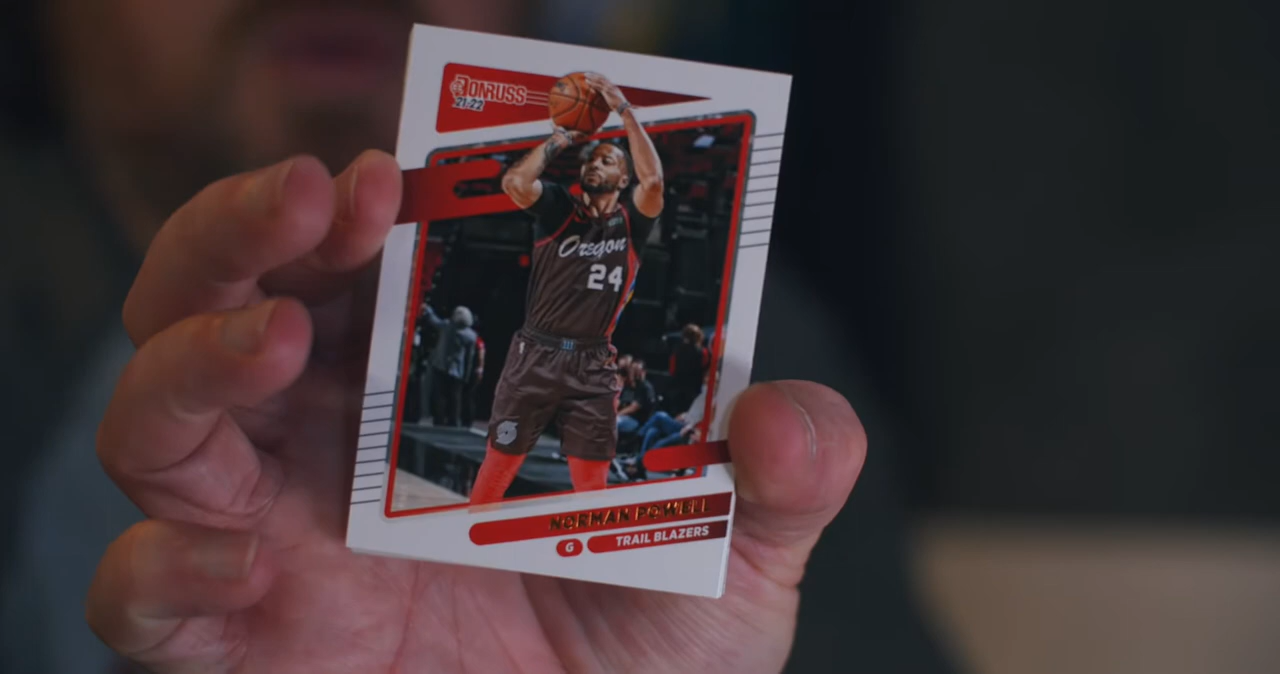 DONRUSS
21-22
Oregon
24
NORMAN POWELL
G
TRAIL BLAZERS